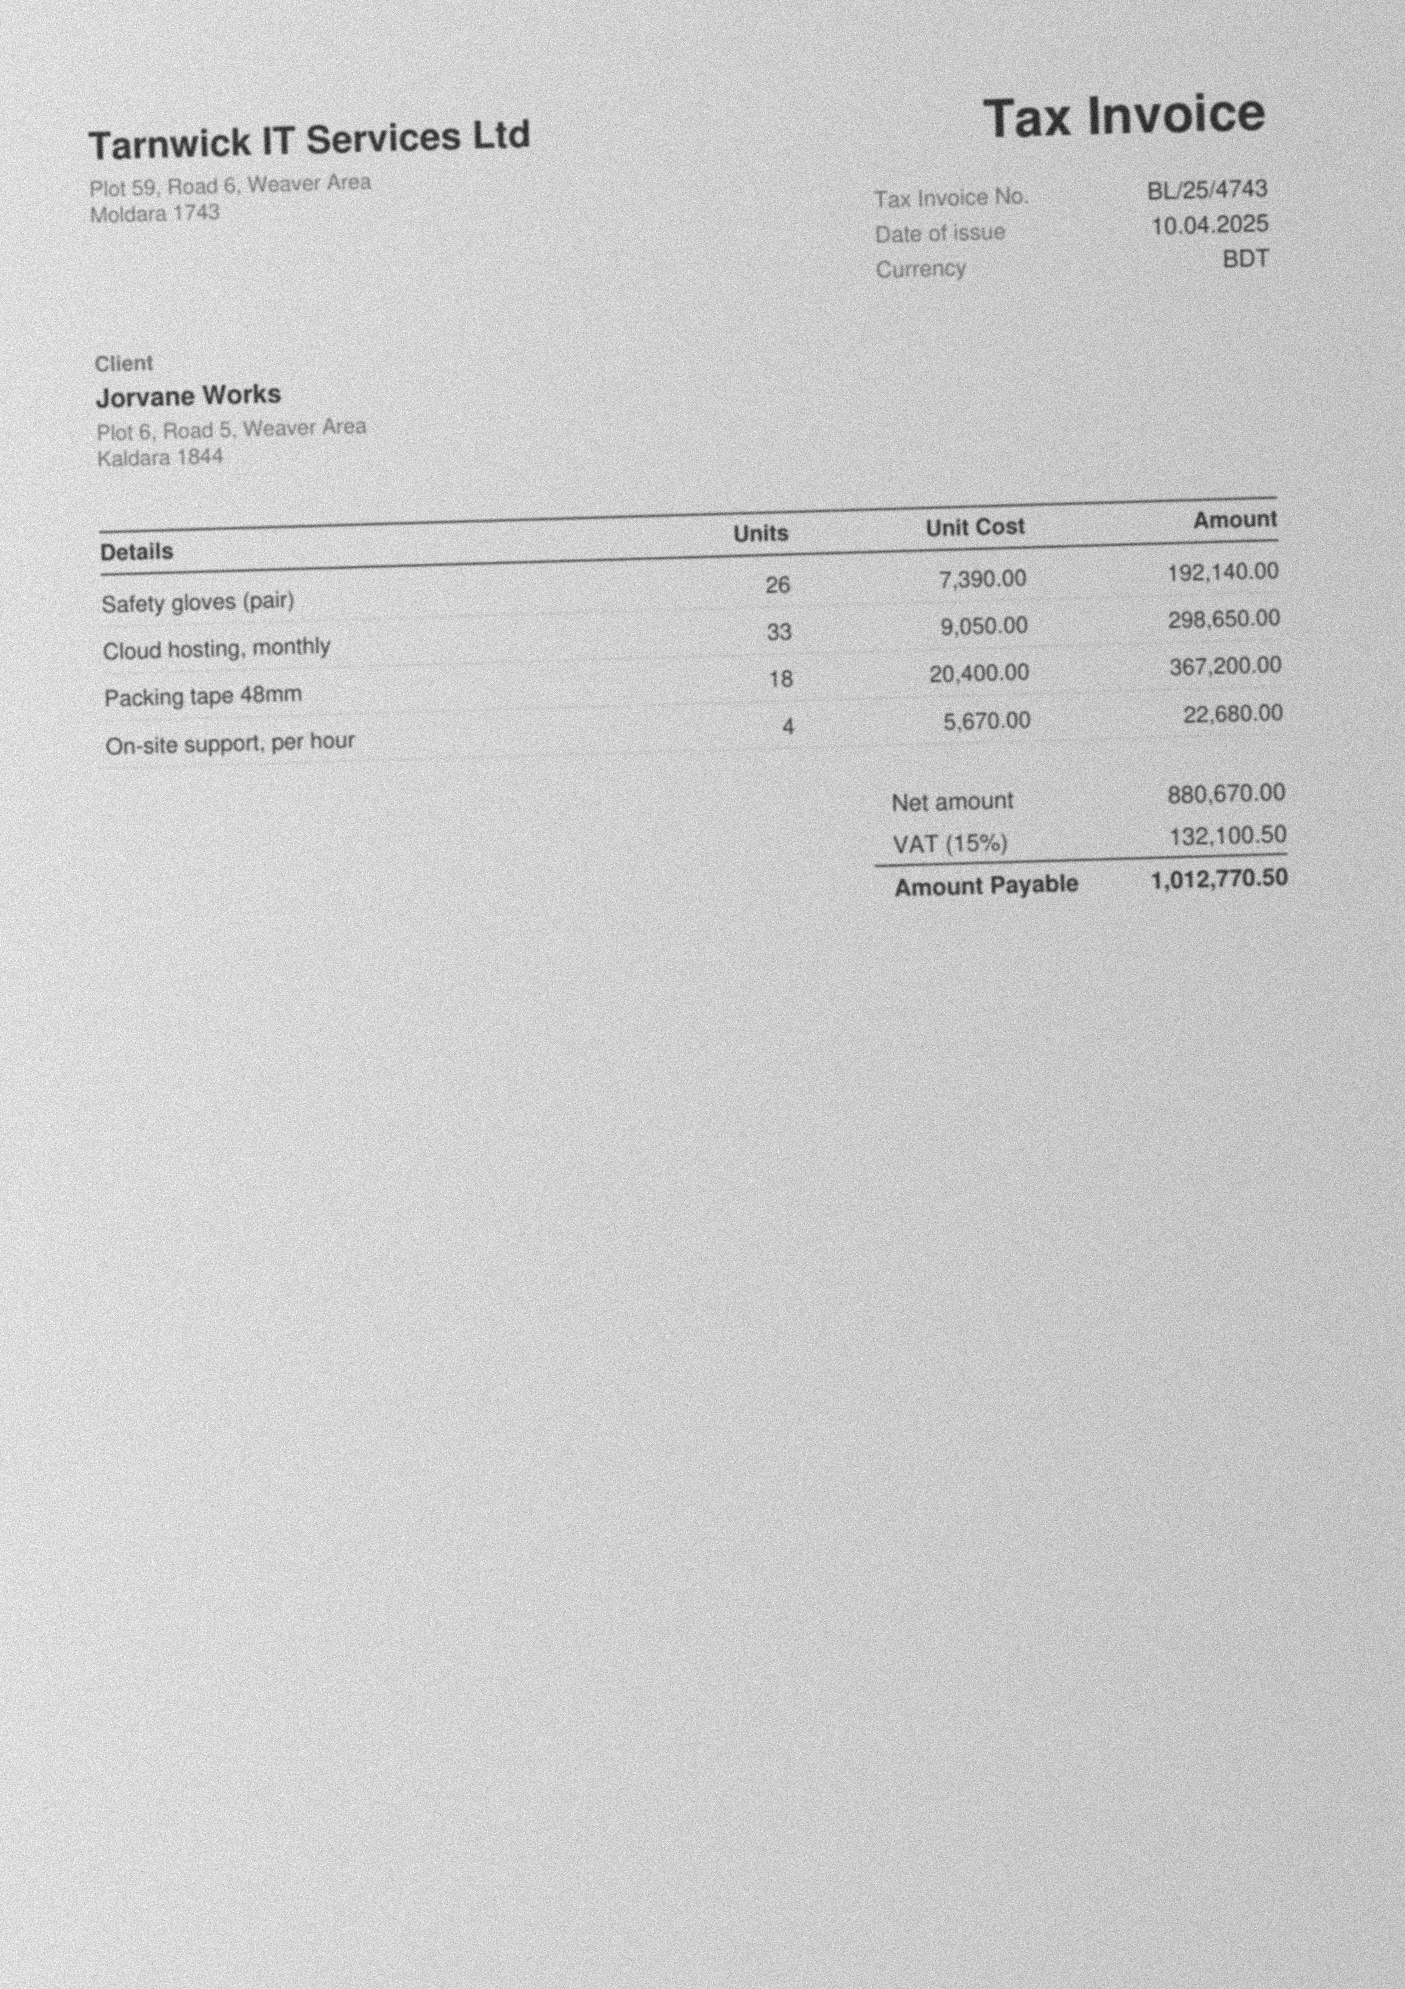 Tarnwick IT Services Ltd
Plot 59, Road 6, Weaver Area
Moldara 1743
Tax Invoice
Tax Invoice No. BL/25/4743
Date of issue 10.04.2025
Currency BDT
Client
Jorvane Works
Plot 6, Road 5, Weaver Area
Kaldara 1844
Details Units Unit Cost Amount
Safety gloves (pair) 26 7,390.00 192,140.00
Cloud hosting, monthly 33 9,050.00 298,650.00
Packing tape 48mm 18 20,400.00 367,200.00
On-site support, per hour 4 5,670.00 22,680.00
Net amount 880,670.00
VAT (15%) 132,100.50
Amount Payable 1,012,770.50